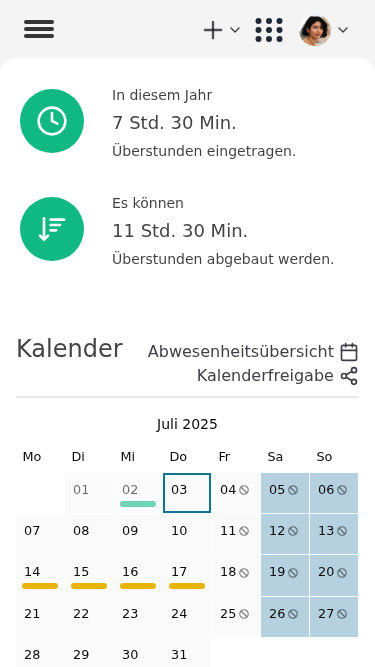 In diesem Jahr
7 Std. 30 Min.
Überstunden eingetragen.
Es können
11 Std. 30 Min.
Überstunden abgebaut werden.
Kalender
Abwesenheitsübersicht
Kalenderfreigabe
Juli 2025
Mo Di Mi Do Fr Sa So
01 02 03 04 05 06
07 08 09 10 11 12 13
14 15 16 17 18 19 20
21 22 23 24 25 26 27
28 29 30 31